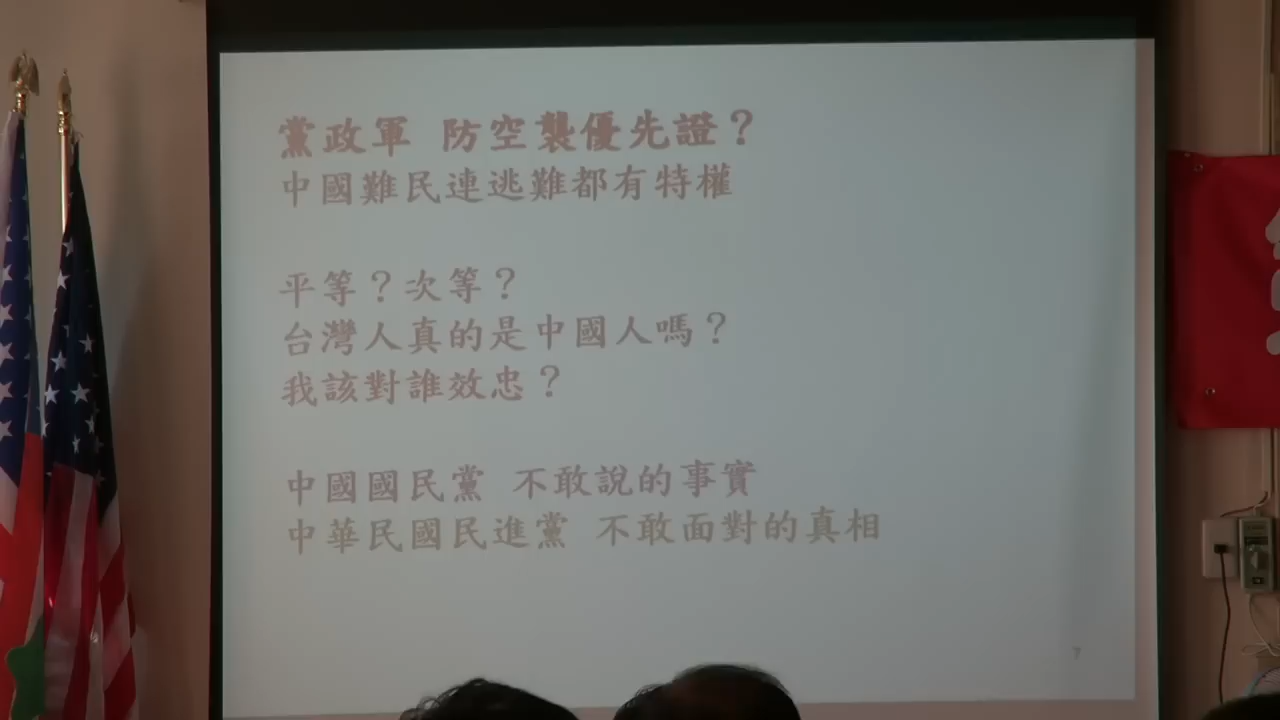 黨政軍 防空襲優先證？
中國難民連逃難都有特權
平等？次等？
台灣人真的是中國人嗎？
我該對誰效忠？
中國國民黨 不敢說的事實
中華民國民進黨 不敢面對的真相
7